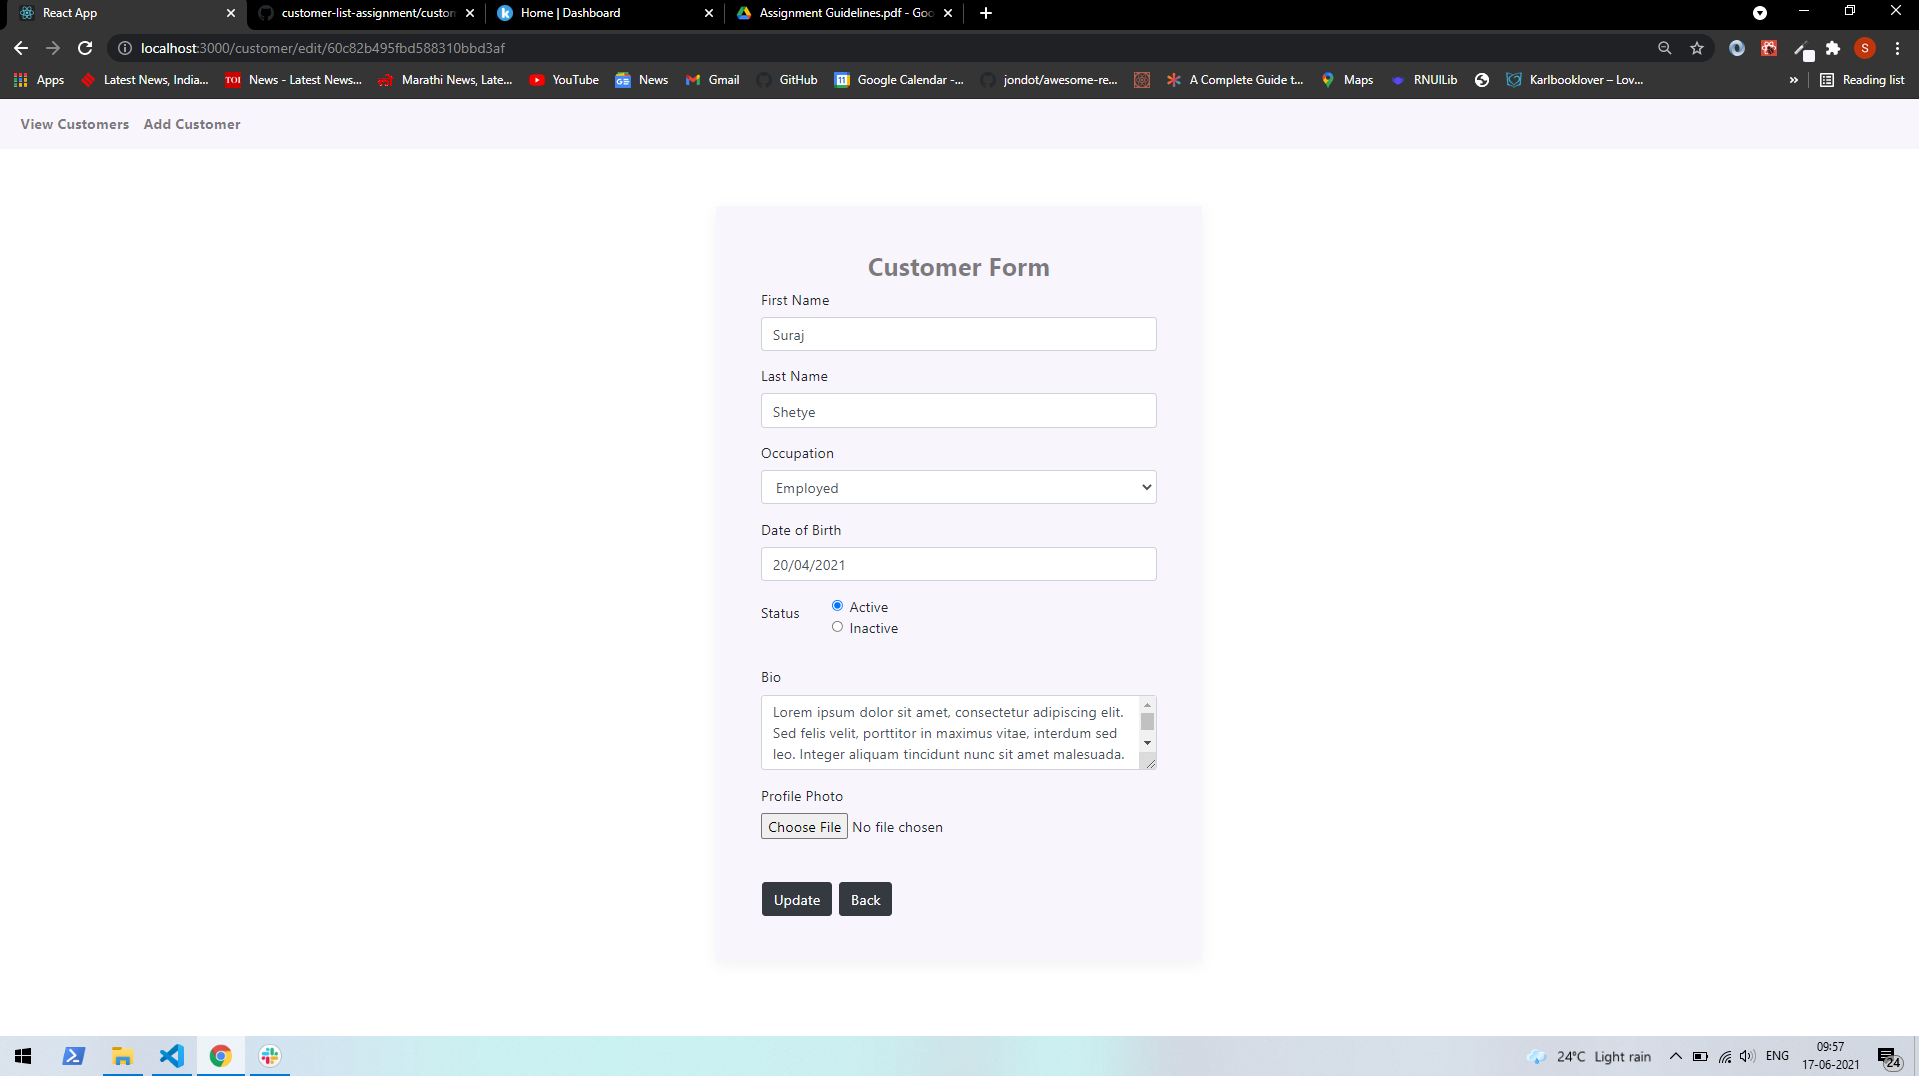 React App
customer-list-assignment/custom
Home | Dashboard
Assignment Guidelines.pdf - Goo
localhost:3000/customer/edit/60c82b495fbd588310bbd3af
S
Apps
Latest News, India...
TOI News - Latest News...
Marathi News, Late...
YouTube
News
Gmail
GitHub
Google Calendar -...
jondot/awesome-re...
A Complete Guide t...
Maps
RNUILib
Karlbooklover – Lov...
»
Reading list
View Customers Add Customer
Customer Form
First Name
Suraj
Last Name
Shetye
Occupation
Employed
Date of Birth
20/04/2021
Status
Active
Inactive
Bio
Lorem ipsum dolor sit amet, consectetur adipiscing elit.
Sed felis velit, porttitor in maximus vitae, interdum sed
leo. Integer aliquam tincidunt nunc sit amet malesuada.
Profile Photo
Choose File No file chosen
Update Back
24°C Light rain
ENG
09:57
17-06-2021
24